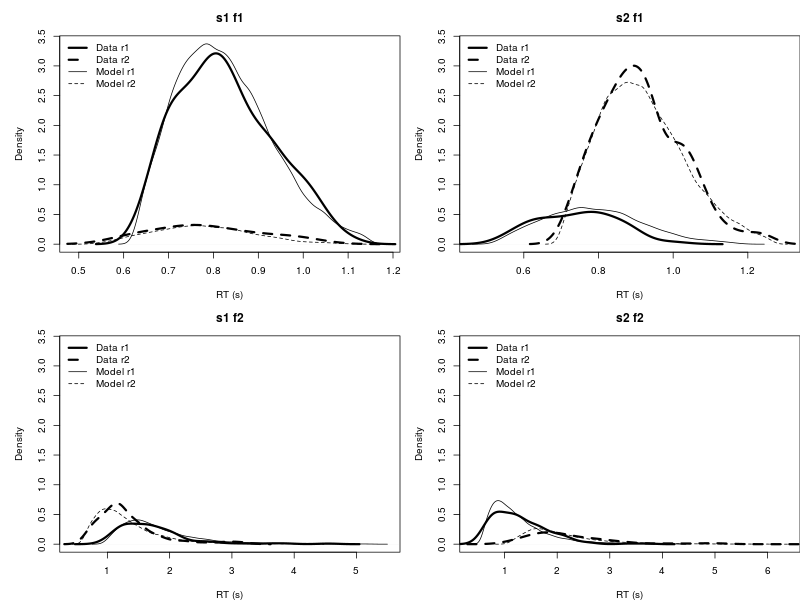 s1 f1
Data r1
Data r2
Model r1
Model r2
Density
0.0 0.5 1.0 1.5 2.0 2.5 3.0 3.5
0.5 0.6 0.7 0.8 0.9 1.0 1.1 1.2
RT (s)
s2 f1
Data r1
Data r2
Model r1
Model r2
Density
0.0 0.5 1.0 1.5 2.0 2.5 3.0 3.5
0.6 0.8 1.0 1.2
RT (s)
s1 f2
Data r1
Data r2
Model r1
Model r2
Density
0.0 0.5 1.0 1.5 2.0 2.5 3.0 3.5
1 2 3 4 5
RT (s)
s2 f2
Data r1
Data r2
Model r1
Model r2
Density
0.0 0.5 1.0 1.5 2.0 2.5 3.0 3.5
1 2 3 4 5 6
RT (s)